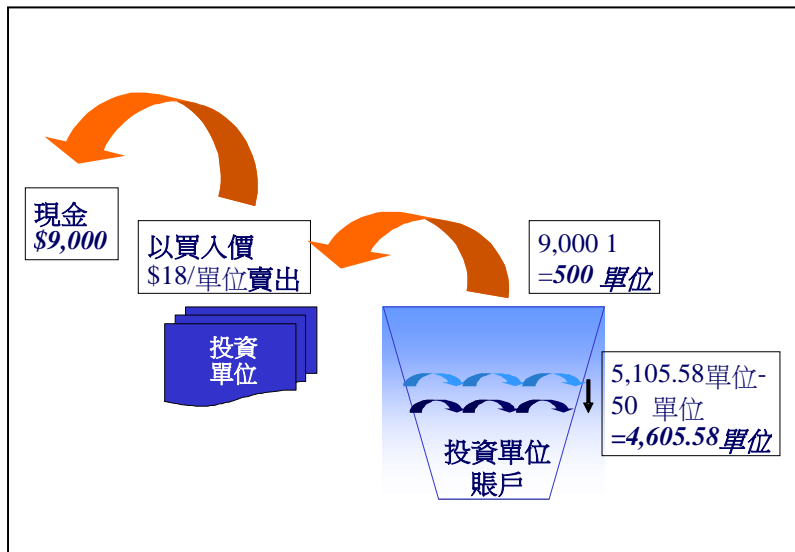 現金
$9,000
以買入價
$18/單位賣出
9,000 1
=500 單位
投資
單位
5,105.58單位-
50 單位
=4,605.58單位
投資單位
賬戶